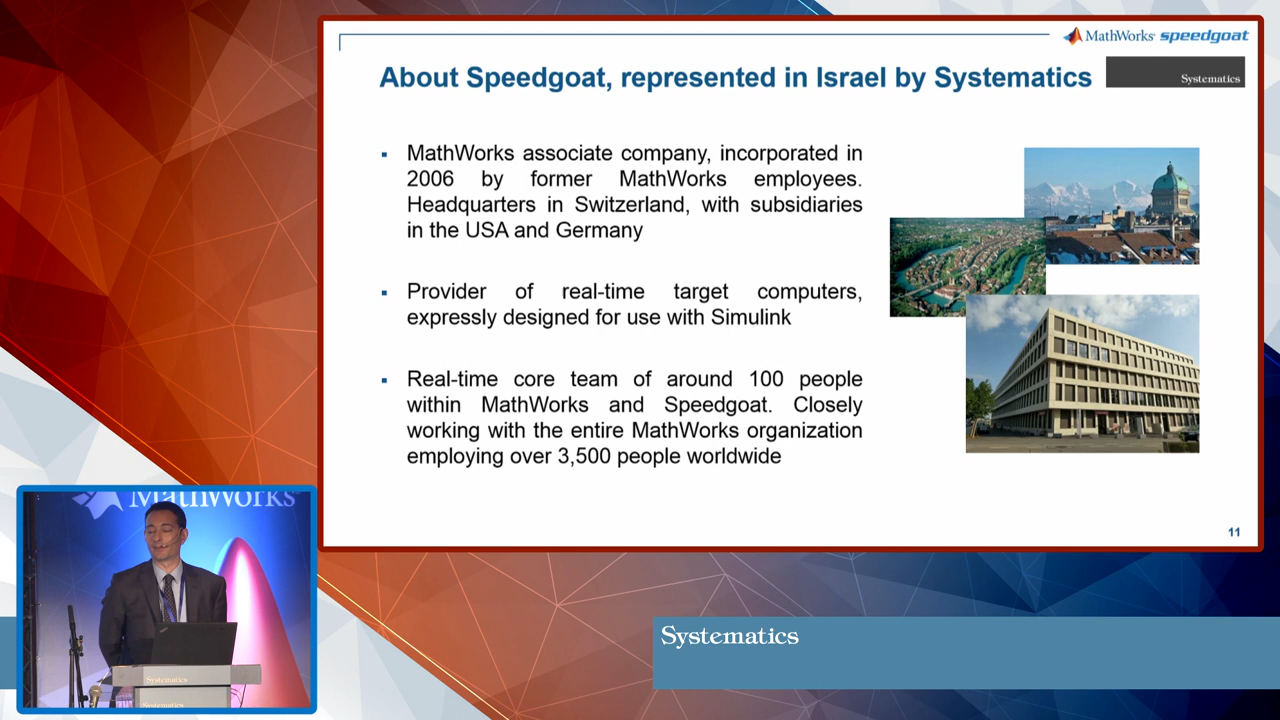 MathWorks speedgoat
About Speedgoat, represented in Israel by Systematics
Systematics
▪ MathWorks associate company, incorporated in
2006 by former MathWorks employees.
Headquarters in Switzerland, with subsidiaries
in the USA and Germany
▪ Provider of real-time target computers,
expressly designed for use with Simulink
▪ Real-time core team of around 100 people
within MathWorks and Speedgoat. Closely
working with the entire MathWorks organization
employing over 3,500 people worldwide
11
MathWorks
Systematics
Systematics
Systematics